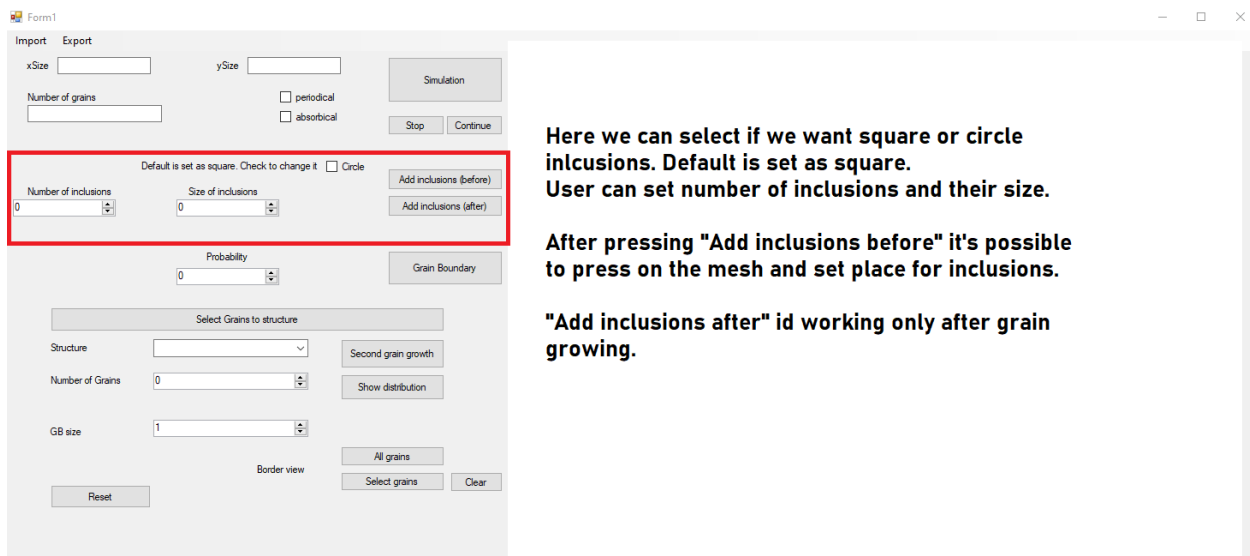 Form1
Import Export
xSize ySize
Simulation
Number of grains
periodical
absorbical
Stop Continue
Default is set as square. Check to change it Circle
Add inclusions (before)
Number of inclusions Size of inclusions
0 0
Add inclusions (after)
Probability
0
Grain Boundary
Select Grains to structure
Structure
Second grain growth
Number of Grains 0
Show distribution
GB size 1
All grains
Border view
Select grains Clear
Reset
Here we can select if we want square or circle
inlcusions. Default is set as square.
User can set number of inclusions and their size.
After pressing "Add inclusions before" it's possible
to press on the mesh and set place for inclusions.
"Add inclusions after" id working only after grain
growing.